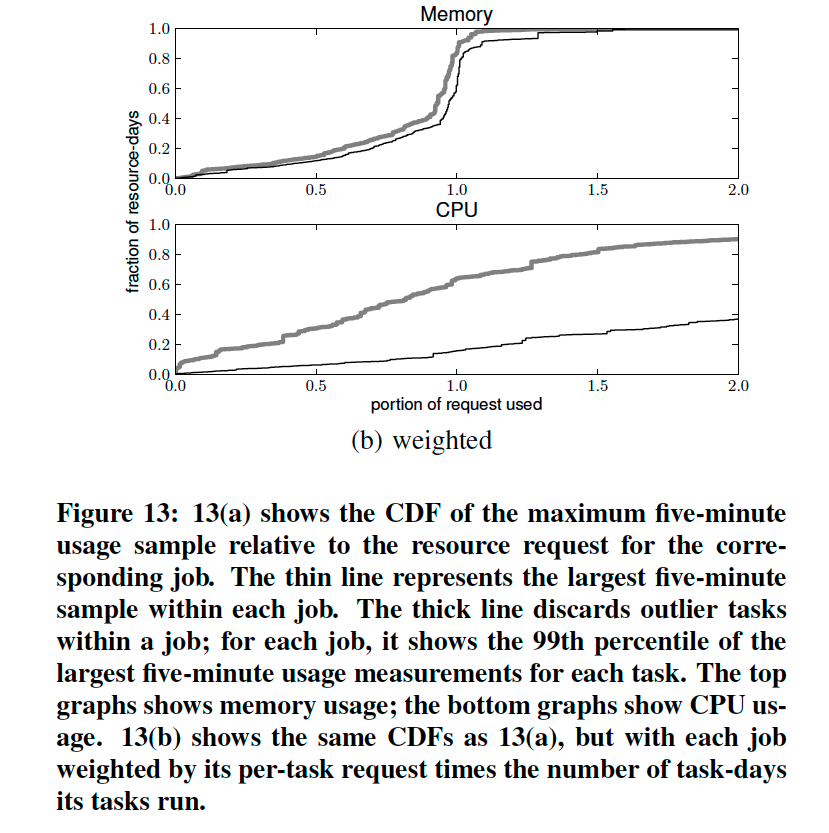 Memory
1.0
0.8
0.6
0.4
0.2
0.0
0.0 0.5 1.0 1.5 2.0
CPU
1.0
0.8
0.6
0.4
0.2
0.0
0.0 0.5 1.0 1.5 2.0
fraction of resource-days
portion of request used
(b) weighted
Figure 13: 13(a) shows the CDF of the maximum five-minute
usage sample relative to the resource request for the corre-
sponding job. The thin line represents the largest five-minute
sample within each job. The thick line discards outlier tasks
within a job; for each job, it shows the 99th percentile of the
largest five-minute usage measurements for each task. The top
graphs shows memory usage; the bottom graphs show CPU us-
age. 13(b) shows the same CDFs as 13(a), but with each job
weighted by its per-task request times the number of task-days
its tasks run.